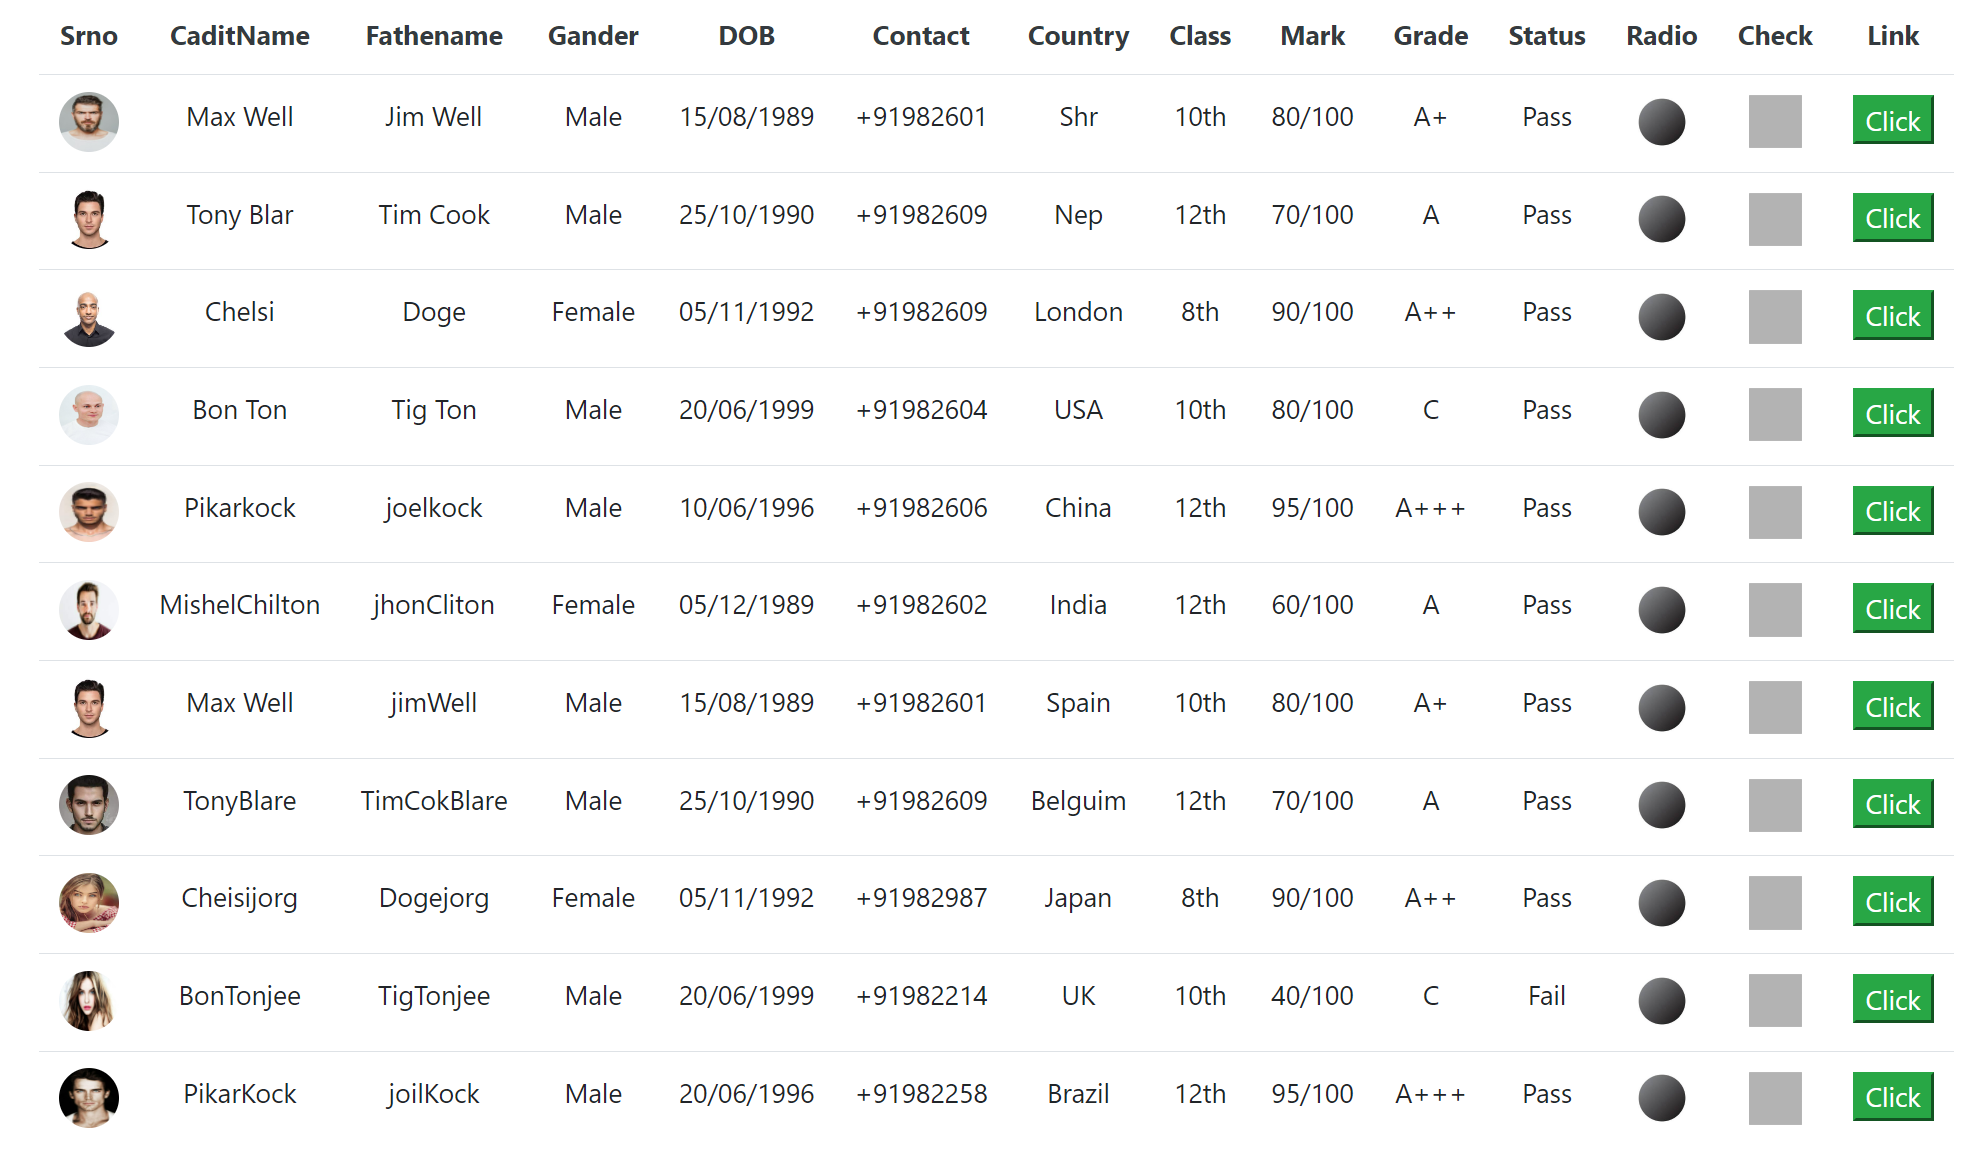 Srno CaditName Fathename Gander DOB Contact Country Class Mark Grade Status Radio Check Link
Max Well Jim Well Male 15/08/1989 +91982601 Shr 10th 80/100 A+ Pass Click
Tony Blar Tim Cook Male 25/10/1990 +91982609 Nep 12th 70/100 A Pass Click
Chelsi Doge Female 05/11/1992 +91982609 London 8th 90/100 A++ Pass Click
Bon Ton Tig Ton Male 20/06/1999 +91982604 USA 10th 80/100 C Pass Click
Pikarkock joelkock Male 10/06/1996 +91982606 China 12th 95/100 A+++ Pass Click
MishelChilton jhonCliton Female 05/12/1989 +91982602 India 12th 60/100 A Pass Click
Max Well jimWell Male 15/08/1989 +91982601 Spain 10th 80/100 A+ Pass Click
TonyBlare TimCokBlare Male 25/10/1990 +91982609 Belguim 12th 70/100 A Pass Click
Cheisijorg Dogejorg Female 05/11/1992 +91982987 Japan 8th 90/100 A++ Pass Click
BonTonjee TigTonjee Male 20/06/1999 +91982214 UK 10th 40/100 C Fail Click
PikarKock joilKock Male 20/06/1996 +91982258 Brazil 12th 95/100 A+++ Pass Click